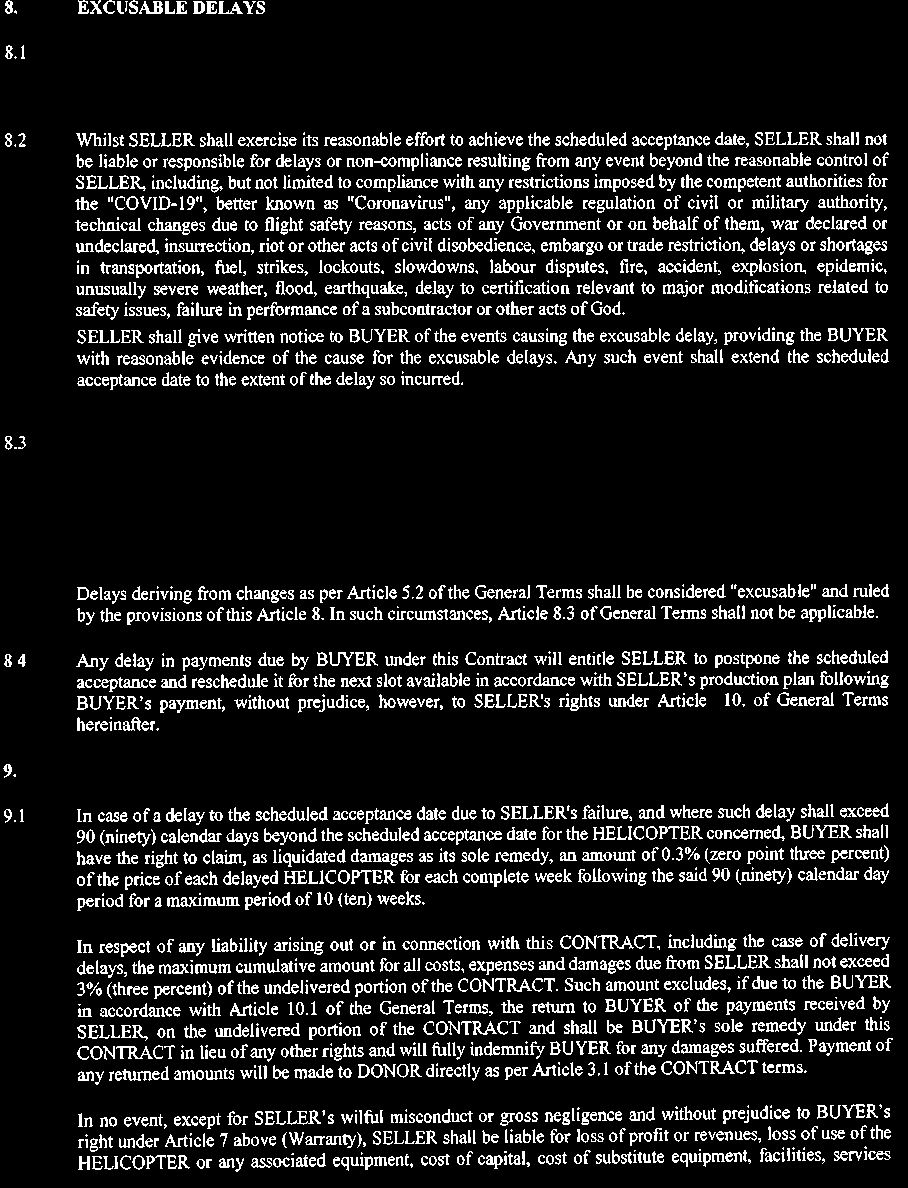 8. EXCUSABLE DELAYS
8.1
8.2 Whilst SELLER shall exercise its reasonable effort to achieve the scheduled acceptance date, SELLER shall not
be liable or responsible for delays or non-compliance resulting from any event beyond the reasonable control of
SELLER, including, but not limited to compliance with any restrictions imposed by the competent authorities for
the "COVID-19", better known as "Coronavirus", any applicable regulation of civil or military authority,
technical changes due to flight safety reasons, acts of any Government or on behalf of them, war declared or
undeclared, insurrection, riot or other acts of civil disobedience, embargo or trade restriction, delays or shortages
in transportation, fuel, strikes, lockouts, slowdowns, labour disputes, fire, accident, explosion, epidemic,
unusually severe weather, flood, earthquake, delay to certification relevant to major modifications related to
safety issues, failure in performance of a subcontractor or other acts of God.
SELLER shall give written notice to BUYER of the events causing the excusable delay, providing the BUYER
with reasonable evidence of the cause for the excusable delays. Any such event shall extend the scheduled
acceptance date to the extent of the delay so incurred.
8.3
Delays deriving from changes as per Article 5.2 of the General Terms shall be considered "excusable" and ruled
by the provisions of this Article 8. In such circumstances, Article 8.3 of General Terms shall not be applicable.
8 4 Any delay in payments due by BUYER under this Contract will entitle SELLER to postpone the scheduled
acceptance and reschedule it for the next slot available in accordance with SELLER's production plan following
BUYER's payment, without prejudice, however, to SELLER's rights under Article 10. of General Terms
hereinafter.
9.
9.1 In case of a delay to the scheduled acceptance date due to SELLER's failure, and where such delay shall exceed
90 (ninety) calendar days beyond the scheduled acceptance date for the HELICOPTER concerned, BUYER shall
have the right to claim, as liquidated damages as its sole remedy, an amount of 0.3% (zero point three percent)
of the price of each delayed HELICOPTER for each complete week following the said 90 (ninety) calendar day
period for a maximum period of 10 (ten) weeks.
In respect of any liability arising out or in connection with this CONTRACT, including the case of delivery
delays, the maximum cumulative amount for all costs, expenses and damages due from SELLER shall not exceed
3% (three percent) of the undelivered portion of the CONTRACT. Such amount excludes, if due to the BUYER
in accordance with Article 10.1 of the General Terms, the return to BUYER of the payments received by
SELLER, on the undelivered portion of the CONTRACT and shall be BUYER's sole remedy under this
CONTRACT in lieu of any other rights and will fully indemnify BUYER for any damages suffered. Payment of
any returned amounts will be made to DONOR directly as per Article 3.1 of the CONTRACT terms.
In no event, except for SELLER's wilful misconduct or gross negligence and without prejudice to BUYER's
right under Article 7 above (Warranty), SELLER shall be liable for loss of profit or revenues, loss of use of the
HELICOPTER or any associated equipment, cost of capital, cost of substitute equipment, facilities, services